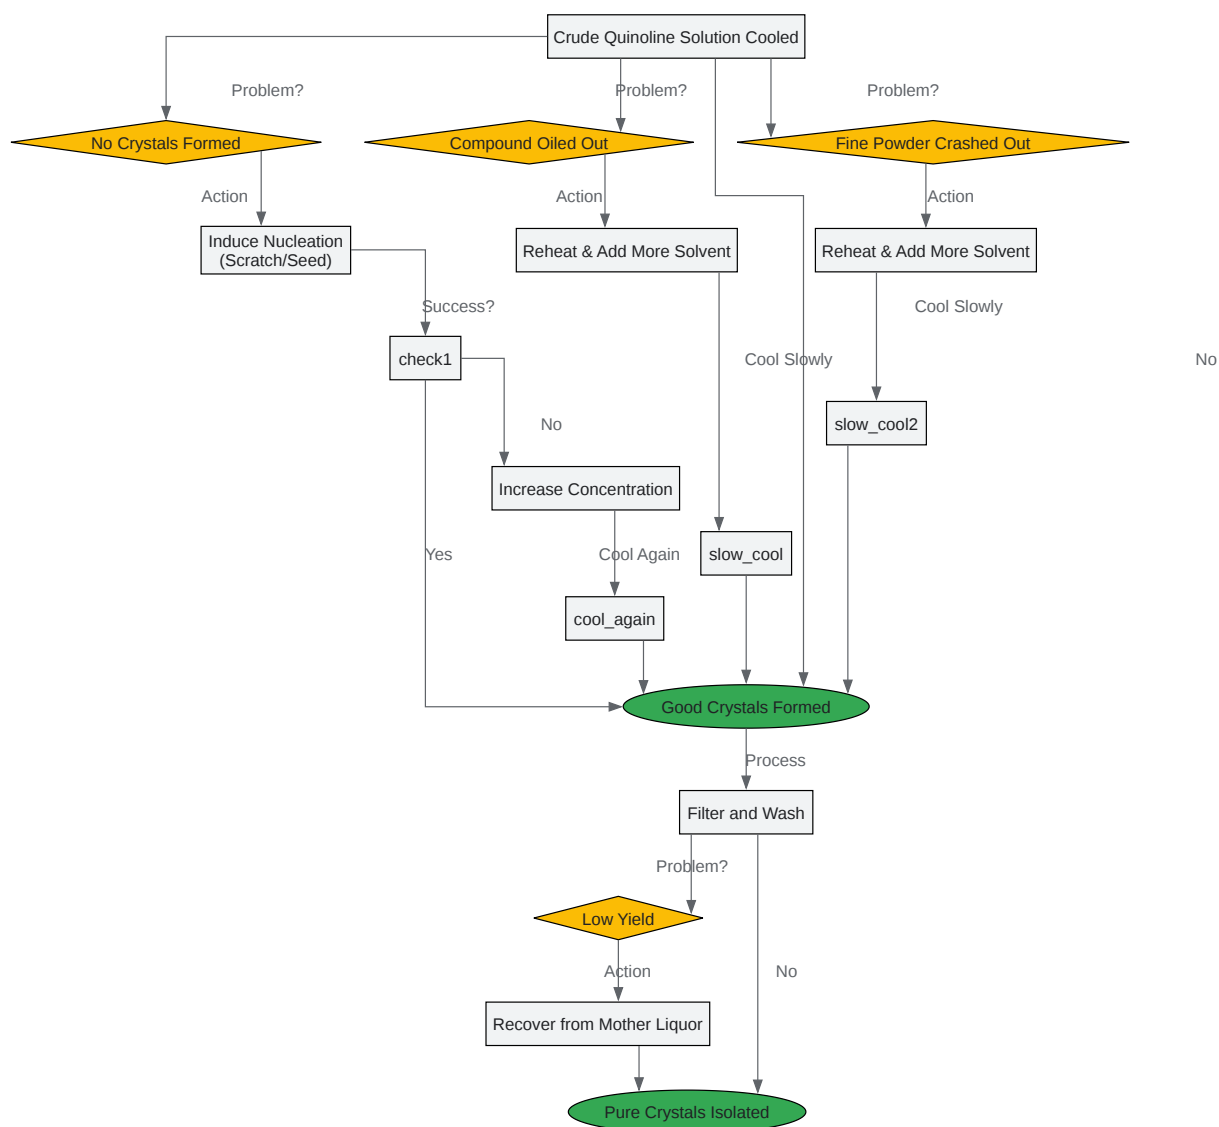 Crude Quinoline Solution Cooled
Problem?
Problem?
Problem?
No Crystals Formed
Compound Oiled Out
Fine Powder Crashed Out
Action
Action
Action
Induce Nucleation
(Scratch/Seed)
Reheat & Add More Solvent
Reheat & Add More Solvent
Success?
Cool Slowly
check1
Cool Slowly
No
No
slow_cool2
Increase Concentration
Yes
Cool Again
slow_cool
cool_again
Good Crystals Formed
Process
Filter and Wash
Problem?
Low Yield
Action
No
Recover from Mother Liquor
Pure Crystals Isolated